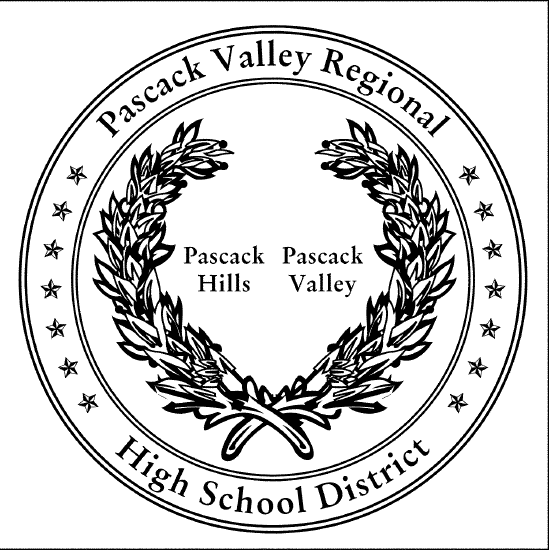 Pascack Valley Regional
Pascack Pascack
Hills Valley
High School District